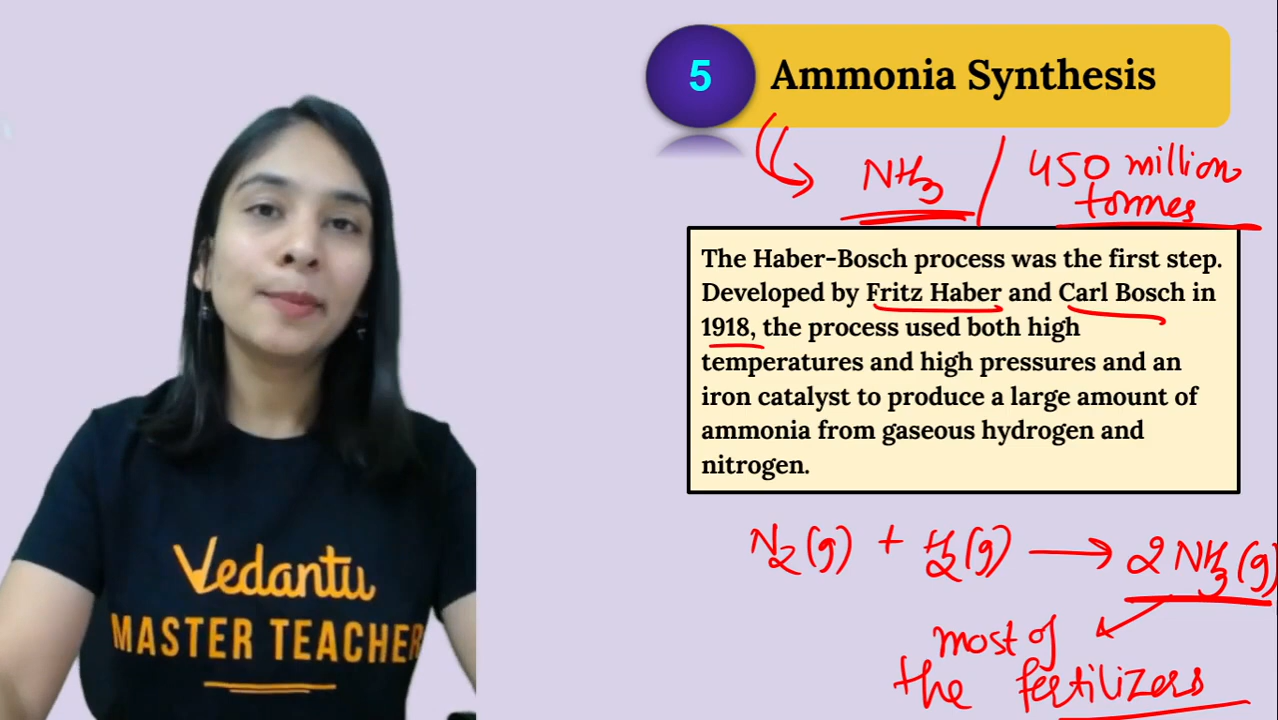 5 Ammonia Synthesis
NH3 / 450 million
tonnes
The Haber-Bosch process was the first step.
Developed by Fritz Haber and Carl Bosch in
1918, the process used both high
temperatures and high pressures and an
iron catalyst to produce a large amount of
ammonia from gaseous hydrogen and
nitrogen.
N2(g) + H2(g) → 2NH3(g)
most of
the fertilizers
Vedantu
MASTER TEACHER